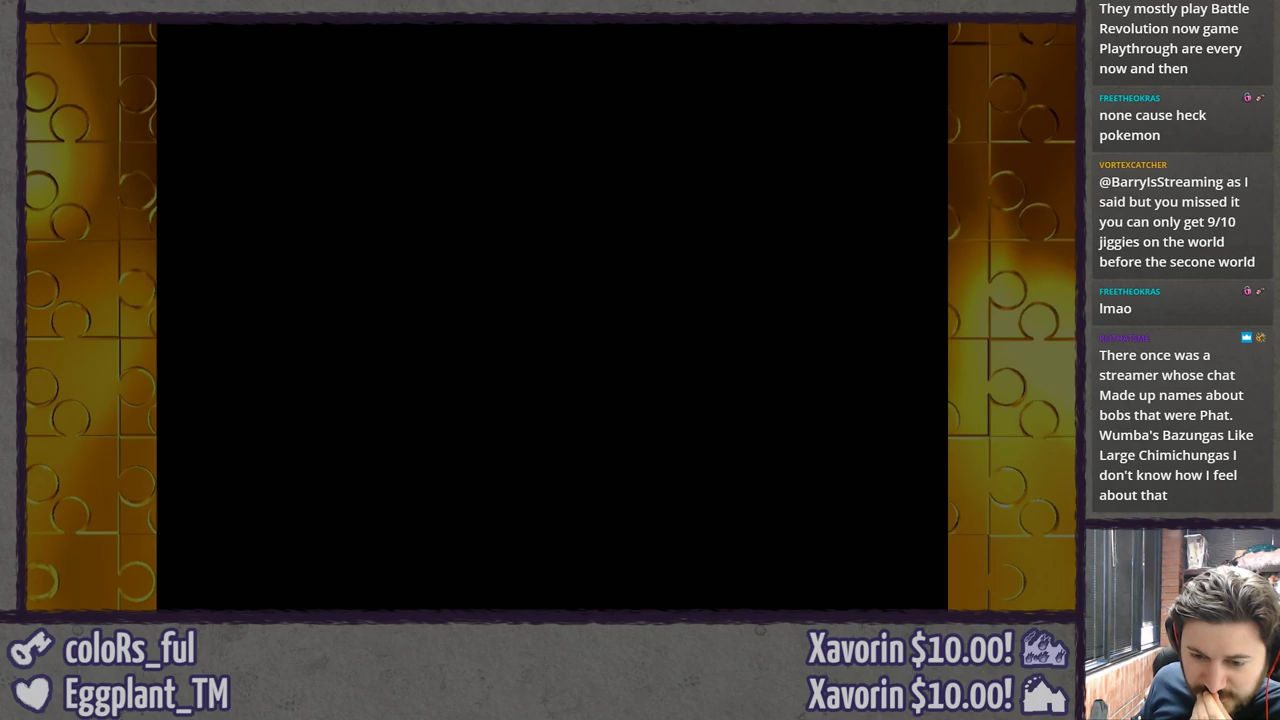 They mostly play Battle
Revolution now game
Playthrough are every
now and then
FREETHEOKRAS
none cause heck
pokemon
VORTEXCATCHER
@BarryIsStreaming as I
said but you missed it
you can only get 9/10
jiggies on the world
before the secone world
FREETHEOKRAS
lmao
There once was a
streamer whose chat
Made up names about
bobs that were Phat.
Wumba's Bazungas Like
Large Chimichungas I
don't know how I feel
about that
coloRs_ful
Xavorin $10.00!
Eggplant_TM
Xavorin $10.00!